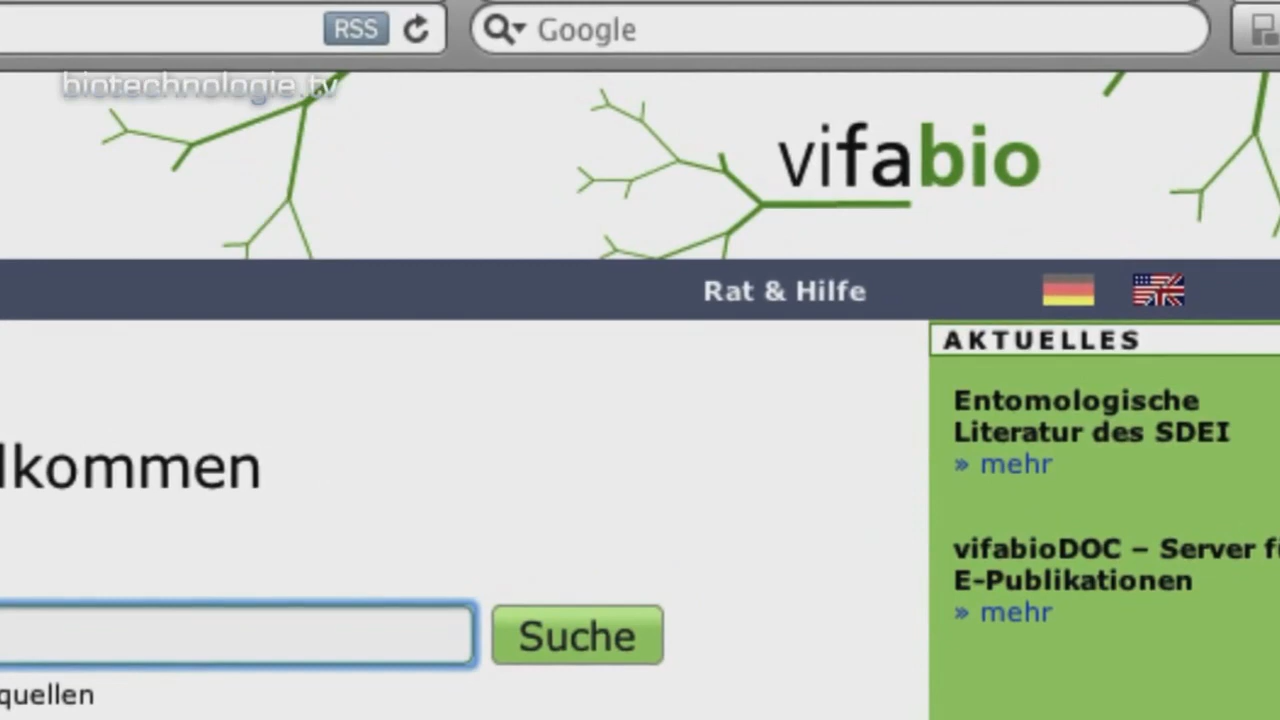 RSS
Google
biotechnologie.tv
vifabio
Rat & Hilfe
AKTUELLES
Entomologische
Literatur des SDEI
» mehr
lkommen
vifabioDOC – Server fü
E-Publikationen
» mehr
Suche
quellen